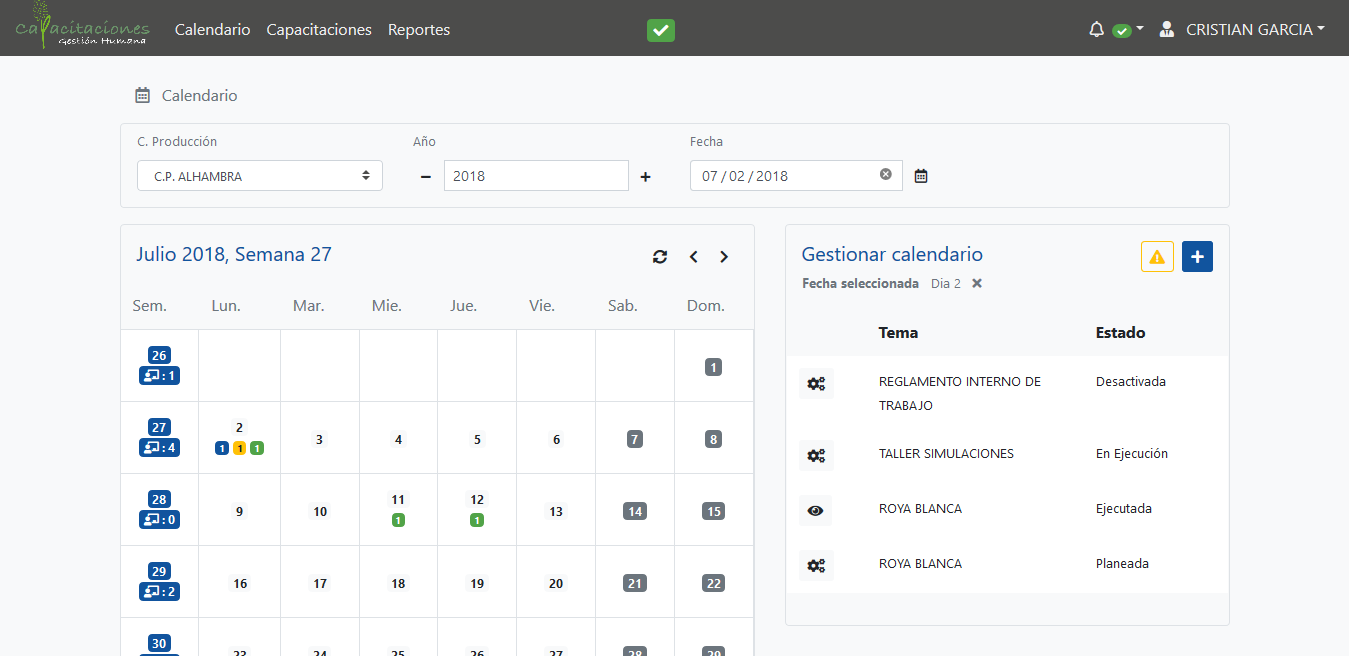 Capacitaciones
Gestión Humana
Calendario
Capacitaciones
Reportes
CRISTIAN GARCIA
Calendario
C. Producción
Año
Fecha
C.P. ALHAMBRA
2018
07 / 02 / 2018
Julio 2018, Semana 27
Sem. Lun. Mar. Mie. Jue. Vie. Sab. Dom.
26
: 1
1
27
: 4
2
1 1 1
3 4 5 6 7 8
28
: 0
9 10
11
1
12
1
13 14 15
29
: 2
16 17 18 19 20 21 22
30
23 24 25 26 27 28 29
Gestionar calendario
Fecha seleccionada Dia 2
Tema Estado
REGLAMENTO INTERNO DE
TRABAJO
Desactivada
TALLER SIMULACIONES En Ejecución
ROYA BLANCA Ejecutada
ROYA BLANCA Planeada